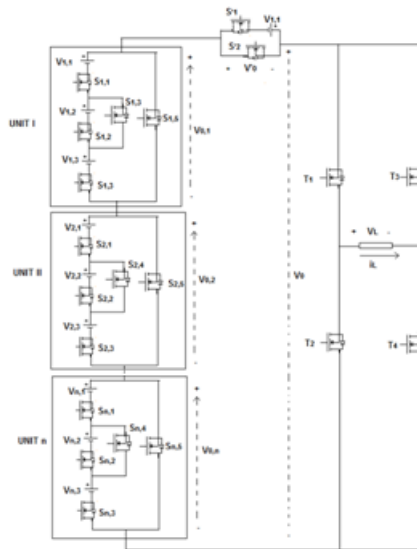 S'1
V1,1
S'2
+ V'0 -
V1,1
S1,1
V1,2
S1,3
S1,5
S1,2
V1,3
S1,3
UNIT I
V0,1
V2,1
S2,1
V2,2
S2,4
S2,5
S2,2
V2,3
S2,3
UNIT II
V0,2
Vn,1
Sn,1
Vn,2
Sn,4
Sn,5
Sn,2
Vn,3
Sn,3
UNIT n
V0,n
V0
T1
T3
+ VL -
iL
T2
T4